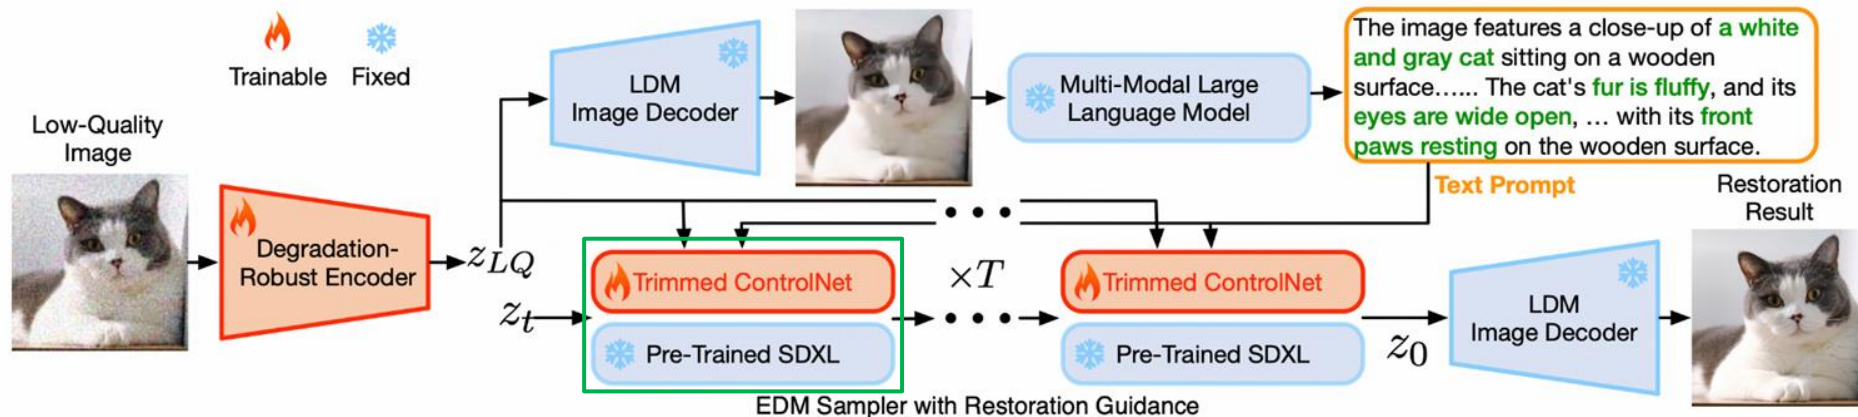 Trainable
Fixed
Low-Quality
Image
Degradation-
Robust Encoder
z_{LQ}
z_t
LDM
Image Decoder
Multi-Modal Large
Language Model
The image features a close-up of a white
and gray cat sitting on a wooden
surface…... The cat's fur is fluffy, and its
eyes are wide open, … with its front
paws resting on the wooden surface.
Text Prompt
Trimmed ControlNet
Pre-Trained SDXL
×T
Trimmed ControlNet
Pre-Trained SDXL
z_0
LDM
Image Decoder
Restoration
Result
EDM Sampler with Restoration Guidance